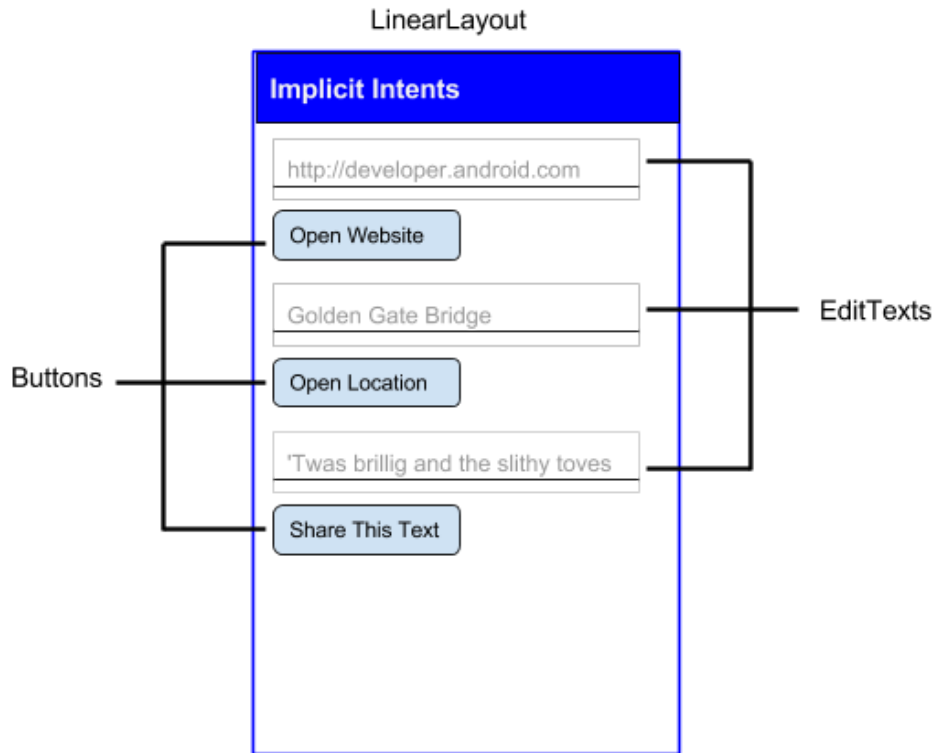 LinearLayout
Implicit Intents
http://developer.android.com
Open Website
Golden Gate Bridge
EditTexts
Buttons
Open Location
'Twas brillig and the slithy toves
Share This Text